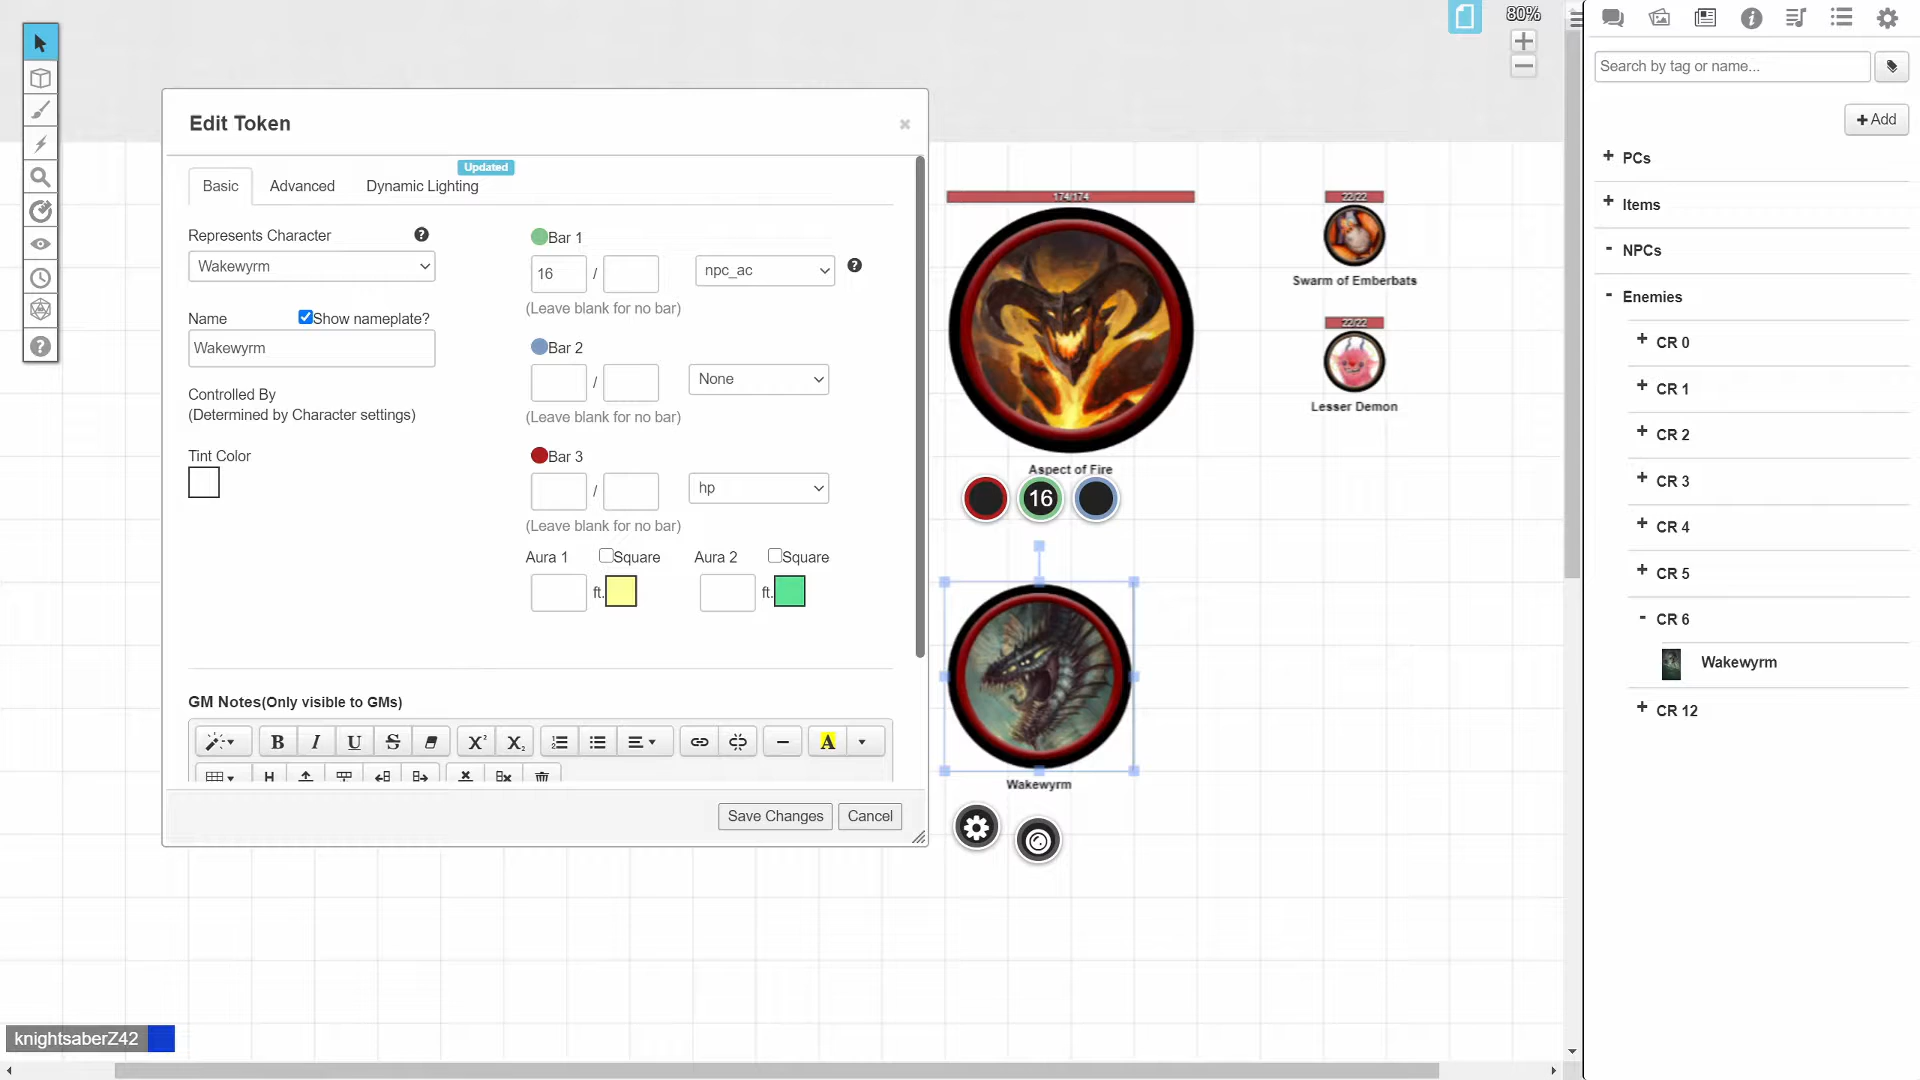 80%
Search by tag or name...
Add
Edit Token
×
Updated
Basic
Advanced
Dynamic Lighting
Represents Character
Wakewyrm
Name
Show nameplate?
Wakewyrm
Controlled By
(Determined by Character settings)
Tint Color
Bar 1
16 /
npc_ac
(Leave blank for no bar)
Bar 2
/
None
(Leave blank for no bar)
Bar 3
/
hp
(Leave blank for no bar)
Aura 1
Square
Aura 2
Square
ft.
ft.
GM Notes(Only visible to GMs)
B I U S X² X₂ A
H
Save Changes
Cancel
174/174
Aspect of Fire
16
22/22
Swarm of Emberbats
22/22
Lesser Demon
Wakewyrm
+ PCs
+ Items
- NPCs
- Enemies
+ CR 0
+ CR 1
+ CR 2
+ CR 3
+ CR 4
+ CR 5
- CR 6
Wakewyrm
+ CR 12
knightsaberZ42